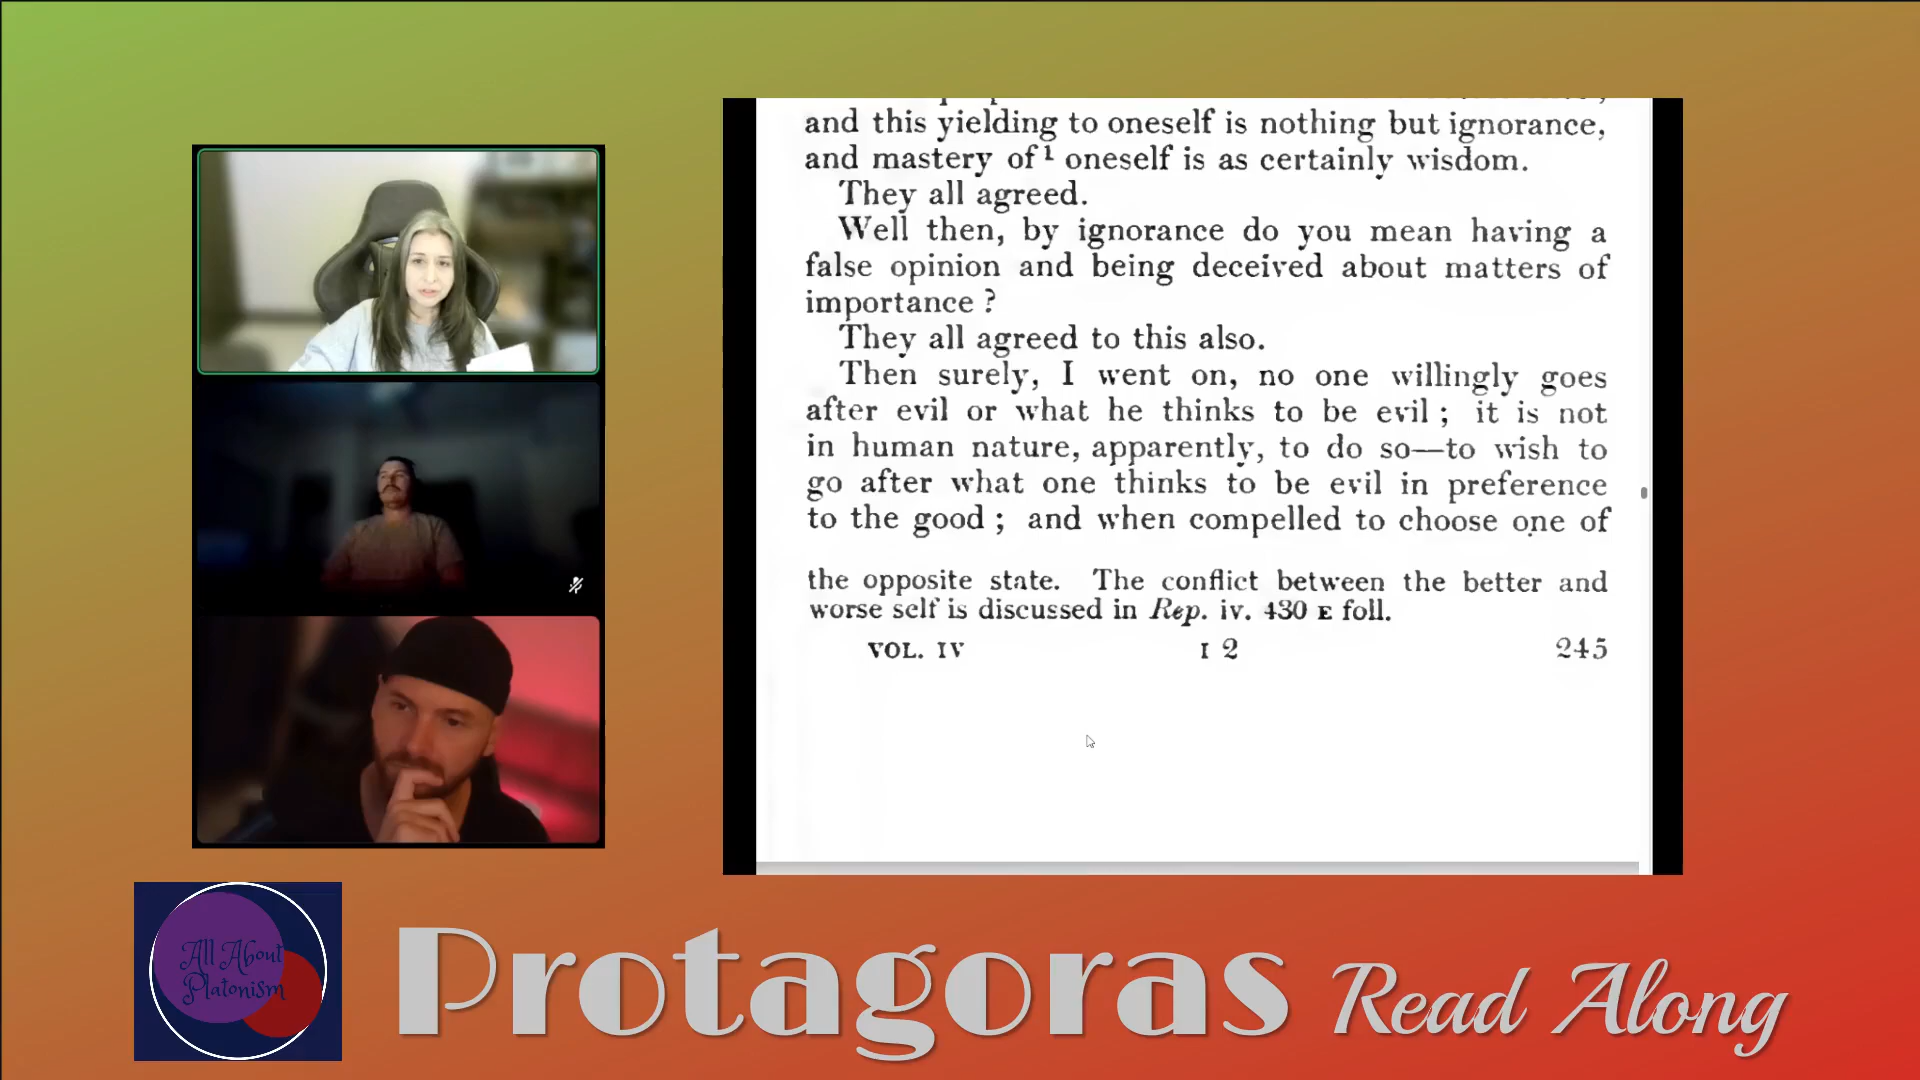 and this yielding to oneself is nothing but ignorance,
and mastery of¹ oneself is as certainly wisdom.
They all agreed.
Well then, by ignorance do you mean having a
false opinion and being deceived about matters of
importance ?
They all agreed to this also.
Then surely, I went on, no one willingly goes
after evil or what he thinks to be evil ; it is not
in human nature, apparently, to do so—to wish to
go after what one thinks to be evil in preference
to the good ; and when compelled to choose one of
the opposite state. The conflict between the better and
worse self is discussed in Rep. iv. 430 E foll.
VOL. IV I 2 245
All About
Platonism
Protagoras Read Along